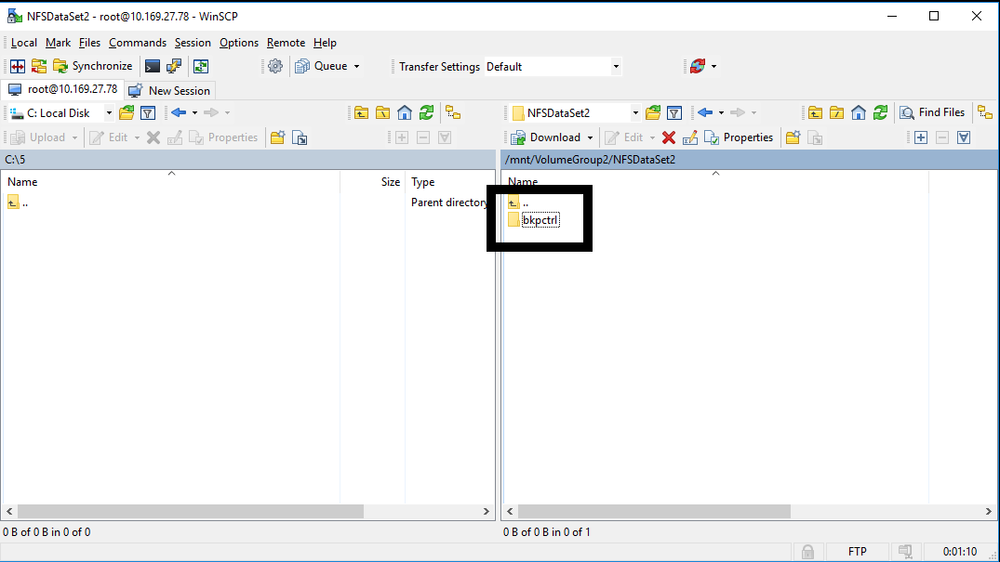 NFSDataSet2 - root@10.169.27.78 - WinSCP
Local Mark Files Commands Session Options Remote Help
Synchronize Queue Transfer Settings Default
root@10.169.27.78 New Session
C: Local Disk NFSDataSet2 Find Files
Upload Edit Properties Download Edit Properties
C:\5 /mnt/VolumeGroup2/NFSDataSet2
Name Size Type Name
.. Parent directory ..
bkpctrl
0 B of 0 B in 0 of 0 0 B of 0 B in 0 of 1
FTP 0:01:10